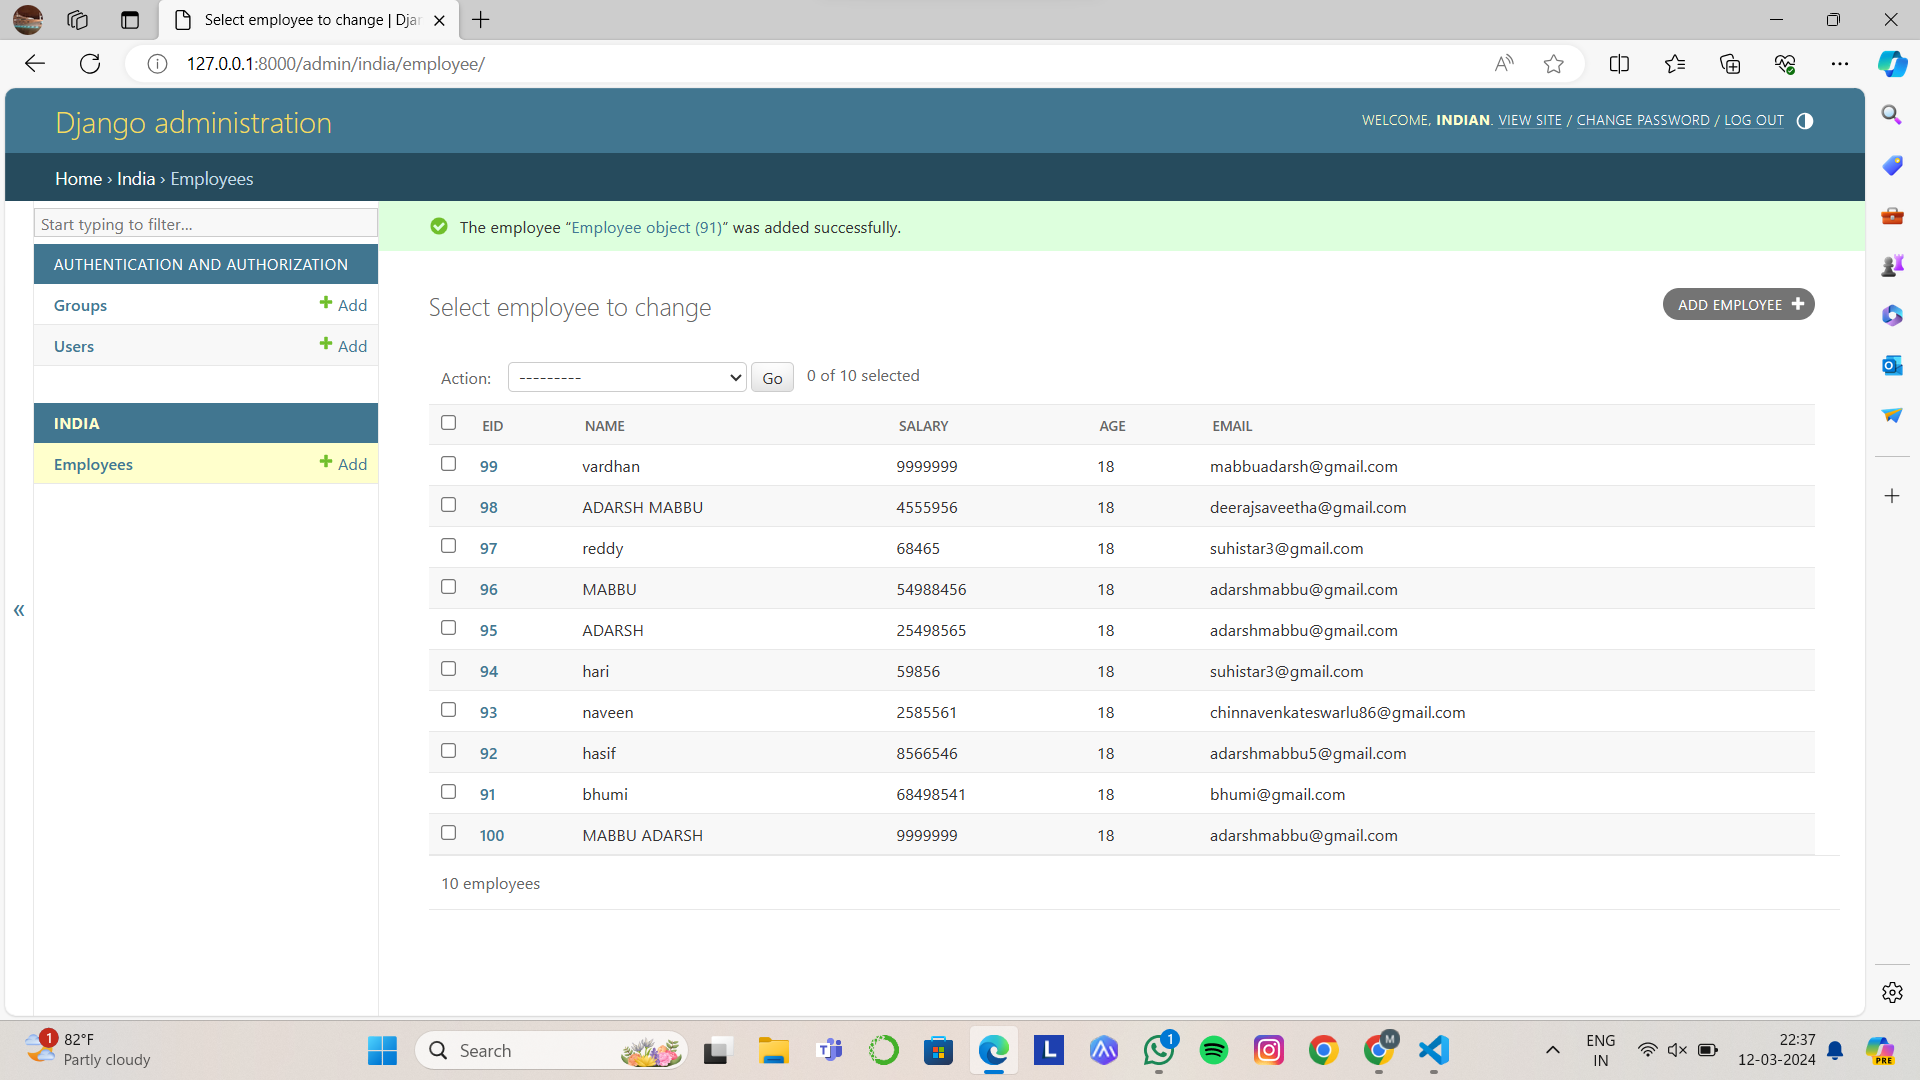 Select employee to change | Djan
127.0.0.1:8000/admin/india/employee/
Django administration
WELCOME, INDIAN. VIEW SITE / CHANGE PASSWORD / LOG OUT
Home › India › Employees
Start typing to filter...
The employee “Employee object (91)” was added successfully.
AUTHENTICATION AND AUTHORIZATION
Groups Add
Users Add
INDIA
Employees Add
Select employee to change
ADD EMPLOYEE
Action: --------- Go 0 of 10 selected
EID NAME SALARY AGE EMAIL
99 vardhan 9999999 18 mabbuadarsh@gmail.com
98 ADARSH MABBU 4555956 18 deerajsaveetha@gmail.com
97 reddy 68465 18 suhistar3@gmail.com
96 MABBU 54988456 18 adarshmabbu@gmail.com
95 ADARSH 25498565 18 adarshmabbu@gmail.com
94 hari 59856 18 suhistar3@gmail.com
93 naveen 2585561 18 chinnavenkateswarlu86@gmail.com
92 hasif 8566546 18 adarshmabbu5@gmail.com
91 bhumi 68498541 18 bhumi@gmail.com
100 MABBU ADARSH 9999999 18 adarshmabbu@gmail.com
10 employees
1
82°F
Partly cloudy
Search
L
1
M
ENG
IN
22:37
12-03-2024
PRE